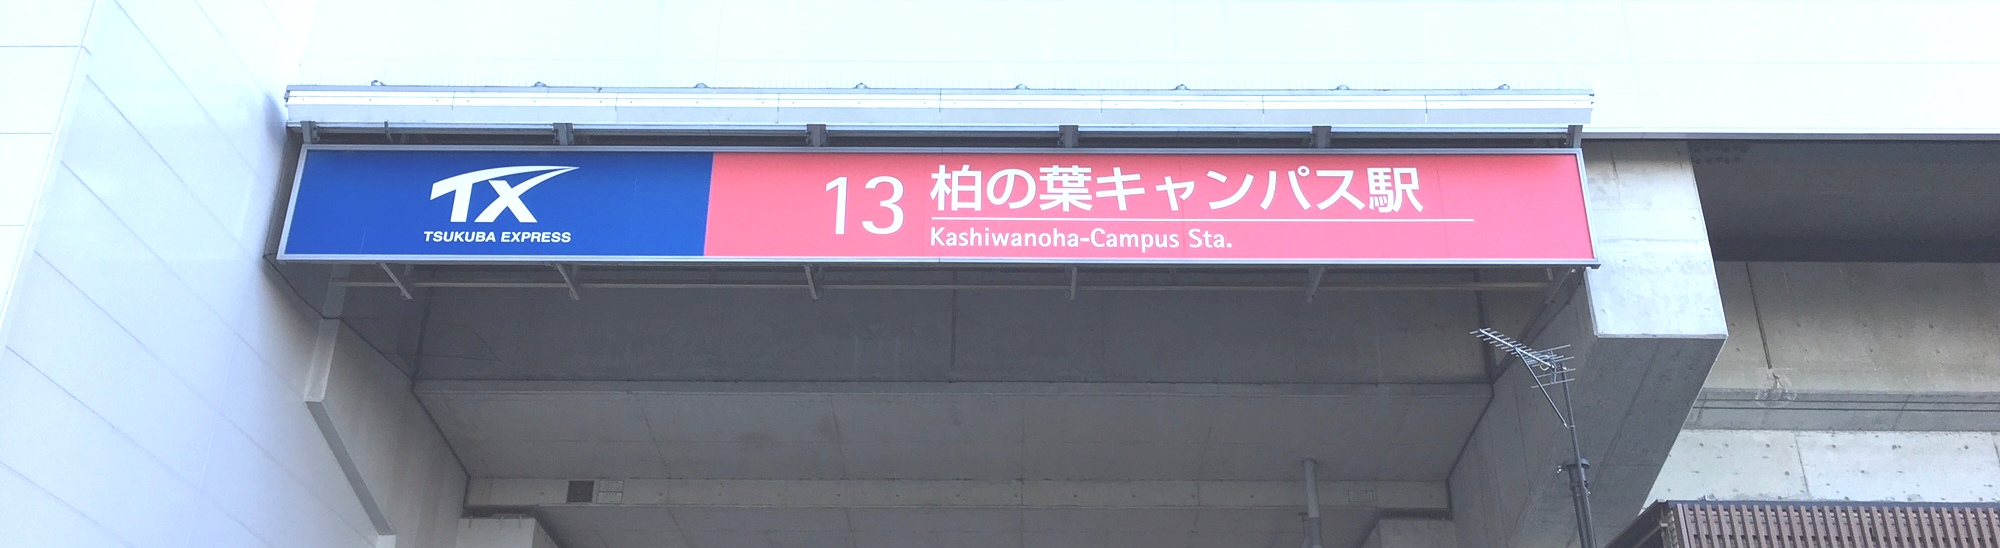 TX
TSUKUBA EXPRESS
13
柏の葉キャンパス駅
Kashiwanoha-Campus Sta.